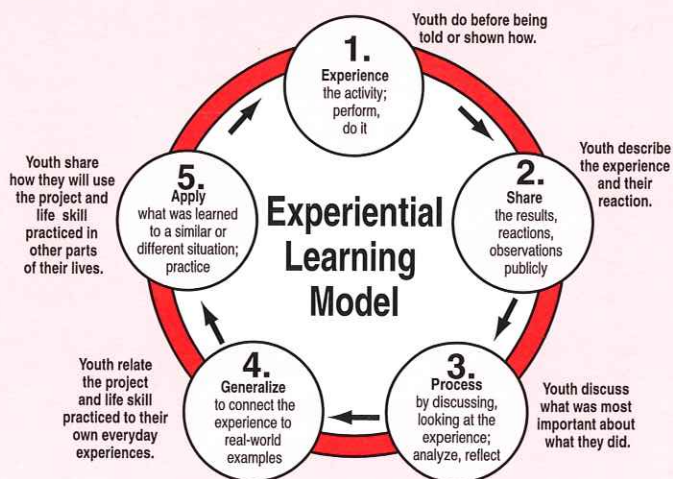 Youth do before being
told or shown how.
1.
Experience
the activity;
perform,
do it
Youth describe
the experience
and their
reaction.
2.
Share
the results,
reactions,
observations
publicly
Youth discuss
what was most
important about
what they did.
3.
Process
by discussing,
looking at the
experience;
analyze, reflect
Youth relate
the project
and life skill
practiced to their
own everyday
experiences.
4.
Generalize
to connect the
experience to
real-world
examples
Youth share
how they will use
the project and
life skill
practiced in
other parts
of their lives.
5.
Apply
what was learned
to a similar or
different situation;
practice
Experiential
Learning
Model